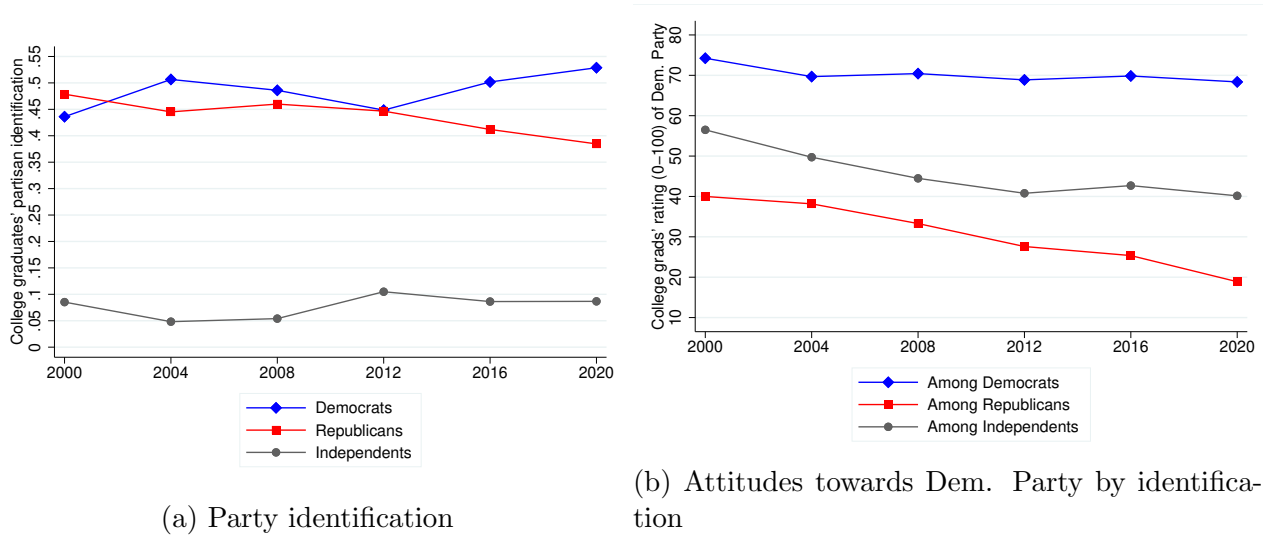 College graduates' partisan identification
.55
.5
.45
.4
.35
.3
.25
.2
.15
.1
.05
0
2000 2004 2008 2012 2016 2020
Democrats
Republicans
Independents
(a) Party identification
College grads' rating (0−100) of Dem. Party
80
70
60
50
40
30
20
10
2000 2004 2008 2012 2016 2020
Among Democrats
Among Republicans
Among Independents
(b) Attitudes towards Dem. Party by identifica-
tion